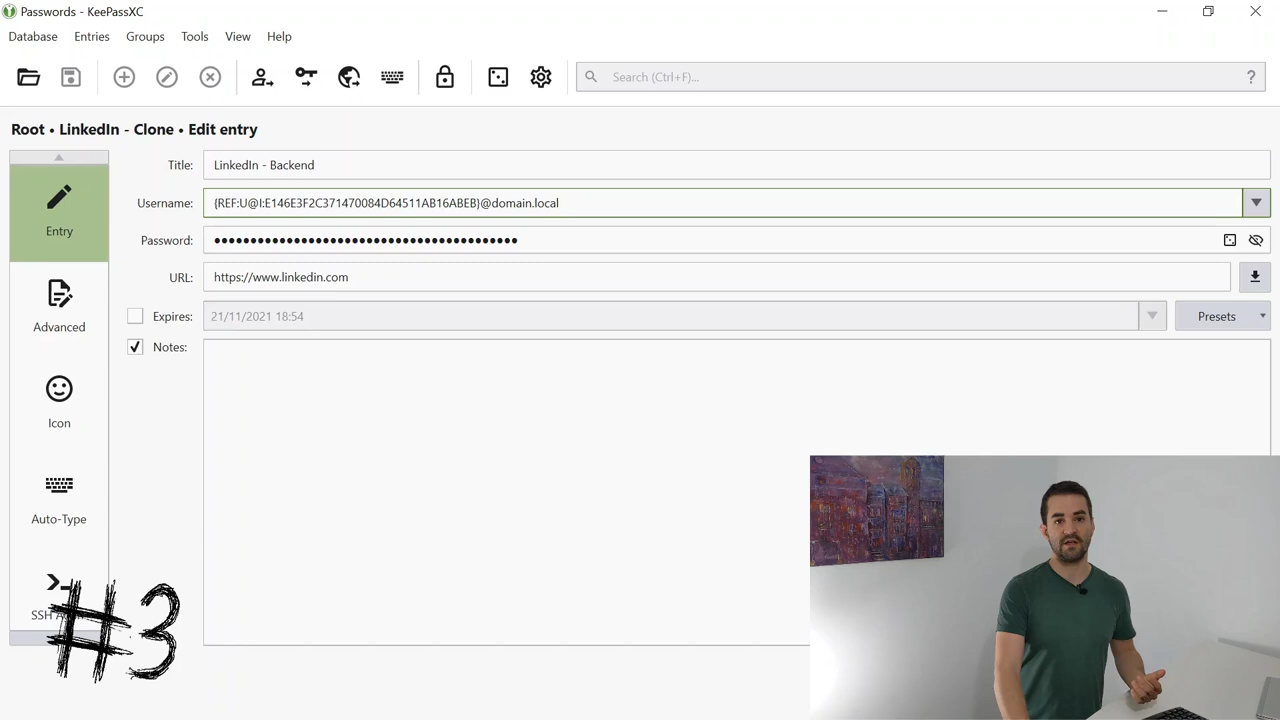 Passwords - KeePassXC
Database Entries Groups Tools View Help
Search (Ctrl+F)... ?
Root • LinkedIn - Clone • Edit entry
Title: LinkedIn - Backend
Username: {REF:U@I:E146E3F2C371470084D64511AB16ABEB}@domain.local
Entry
Password: ●●●●●●●●●●●●●●●●●●●●●●●●●●●●●●●●●●●●●●●●●●
URL: https://www.linkedin.com
Expires: 21/11/2021 18:54 Presets
Advanced
Notes:
Icon
Auto-Type
SSH
#3